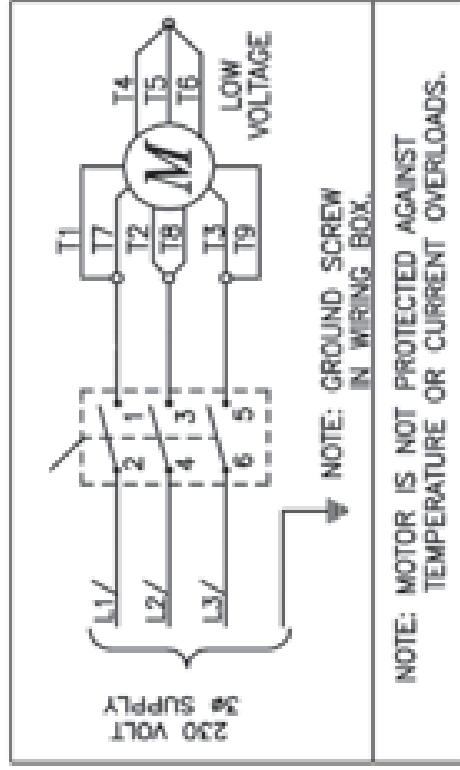 230 VOLT
3ø SUPPLY
L1
L2
L3
2 1
4 3
6 5
T1
T7
T2
T8
T3
T9
M
T4
T5
T6
LOW
VOLTAGE
NOTE: GROUND SCREW
IN WIRING BOX.
NOTE: MOTOR IS NOT PROTECTED AGAINST
TEMPERATURE OR CURRENT OVERLOADS.